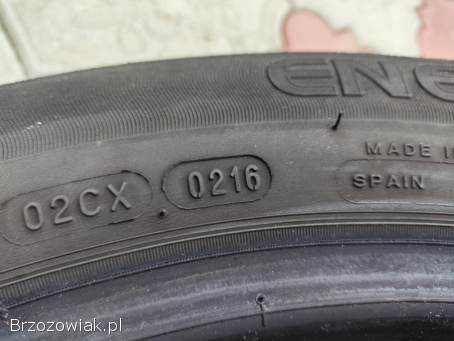 ENE
MADE I
02CX 0216 SPAIN
Brzozowiak.pl